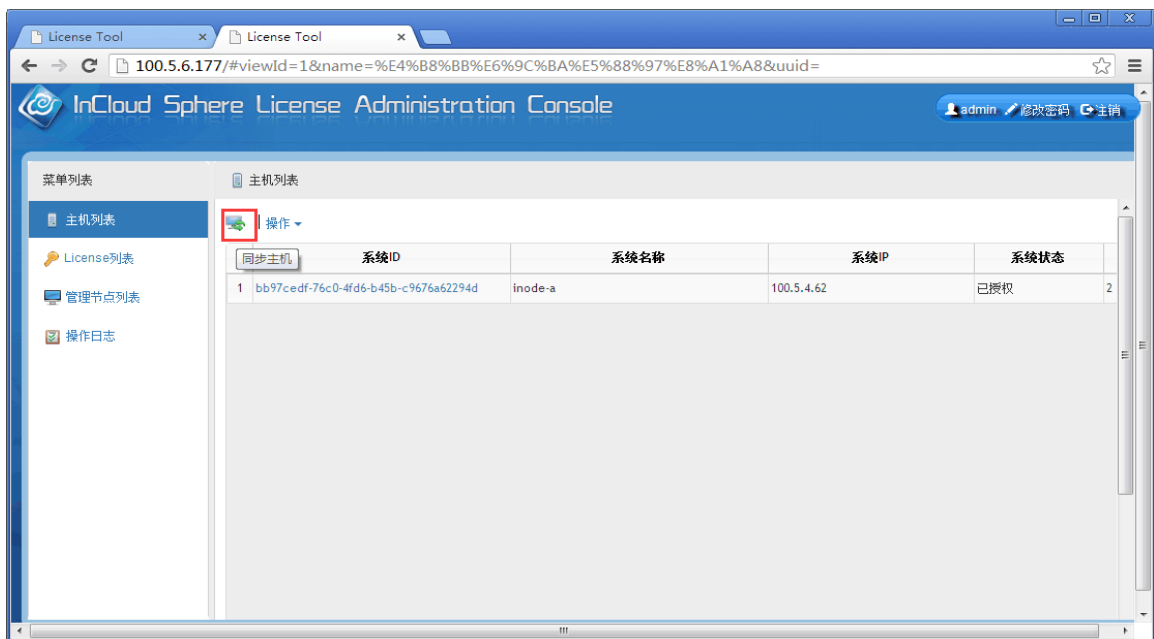 License Tool
License Tool
100.5.6.177/#viewId=1&name=%E4%B8%BB%E6%9C%BA%E5%88%97%E8%A1%A8&uuid=
InCloud Sphere License Administration Console
admin 修改密码 注销
菜单列表
主机列表
主机列表
License列表
管理节点列表
操作日志
操作
同步主机
系统ID 系统名称 系统IP 系统状态
1 bb97cedf-76c0-4fd6-b45b-c9676a62294d inode-a 100.5.4.62 已授权 2